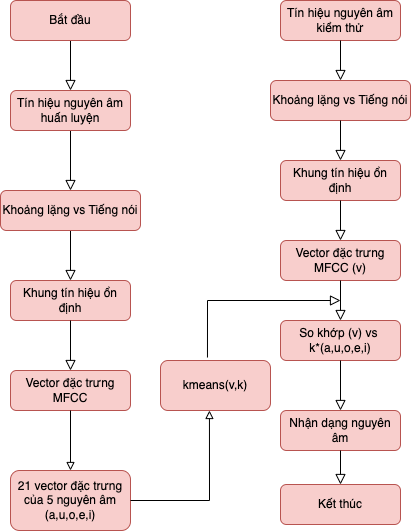 Bắt đầu
Tín hiệu nguyên âm
huấn luyện
Khoảng lặng vs Tiếng nói
Khung tín hiệu ổn
định
Vector đặc trưng
MFCC
21 vector đặc trưng
của 5 nguyên âm
(a,u,o,e,i)
kmeans(v,k)
Tín hiệu nguyên âm
kiểm thử
Khoảng lặng vs Tiếng nói
Khung tín hiệu ổn
định
Vector đặc trưng
MFCC (v)
So khớp (v) vs
k*(a,u,o,e,i)
Nhận dạng nguyên
âm
Kết thúc